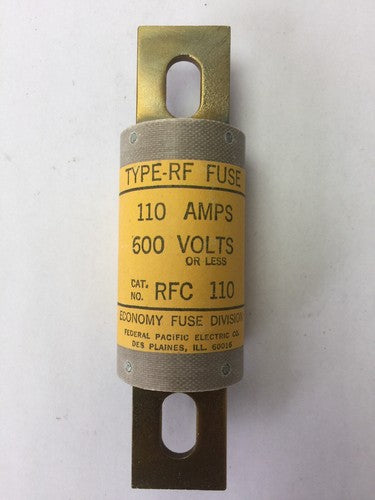 TYPE-RF FUSE
110 AMPS
600 VOLTS
OR LESS
CAT. NO. RFC 110
ECONOMY FUSE DIVISION
FEDERAL PACIFIC ELECTRIC CO.
DES PLAINES, ILL. 60016